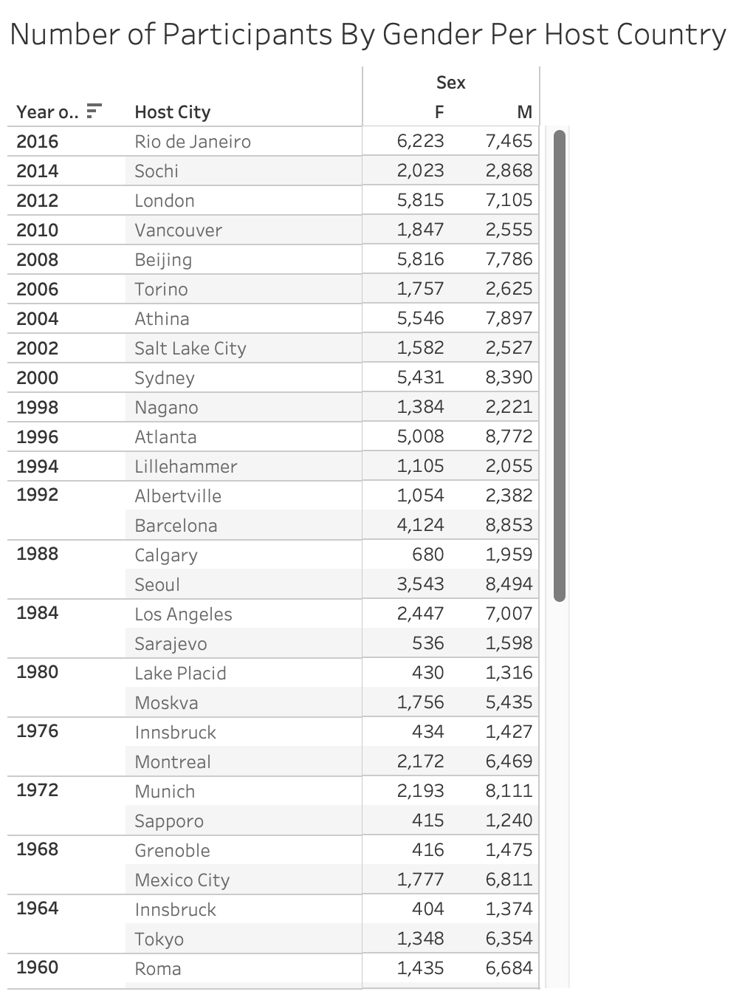 Number of Participants By Gender Per Host Country
Sex
Year o.. Host City F M
2016 Rio de Janeiro 6,223 7,465
2014 Sochi 2,023 2,868
2012 London 5,815 7,105
2010 Vancouver 1,847 2,555
2008 Beijing 5,816 7,786
2006 Torino 1,757 2,625
2004 Athina 5,546 7,897
2002 Salt Lake City 1,582 2,527
2000 Sydney 5,431 8,390
1998 Nagano 1,384 2,221
1996 Atlanta 5,008 8,772
1994 Lillehammer 1,105 2,055
1992 Albertville 1,054 2,382
Barcelona 4,124 8,853
1988 Calgary 680 1,959
Seoul 3,543 8,494
1984 Los Angeles 2,447 7,007
Sarajevo 536 1,598
1980 Lake Placid 430 1,316
Moskva 1,756 5,435
1976 Innsbruck 434 1,427
Montreal 2,172 6,469
1972 Munich 2,193 8,111
Sapporo 415 1,240
1968 Grenoble 416 1,475
Mexico City 1,777 6,811
1964 Innsbruck 404 1,374
Tokyo 1,348 6,354
1960 Roma 1,435 6,684